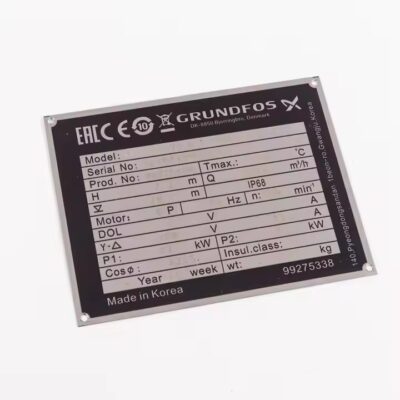 EAC CE 10 GRUNDFOS X
DK-8850 Bjerringbro, Denmark
Model:
Serial No.: Tmax.: °C
Prod. No.: m Q m³/h
H m IP68
P Hz n: min⁻¹
Motor: V A
DOL V A
Y-△ kW P2: kW
P1: Insul.class: kg
Cosφ: week wt:
Year 99275338
Made in Korea
140,Pyeongdongsandan 1beon-ro,Gwangju,Korea